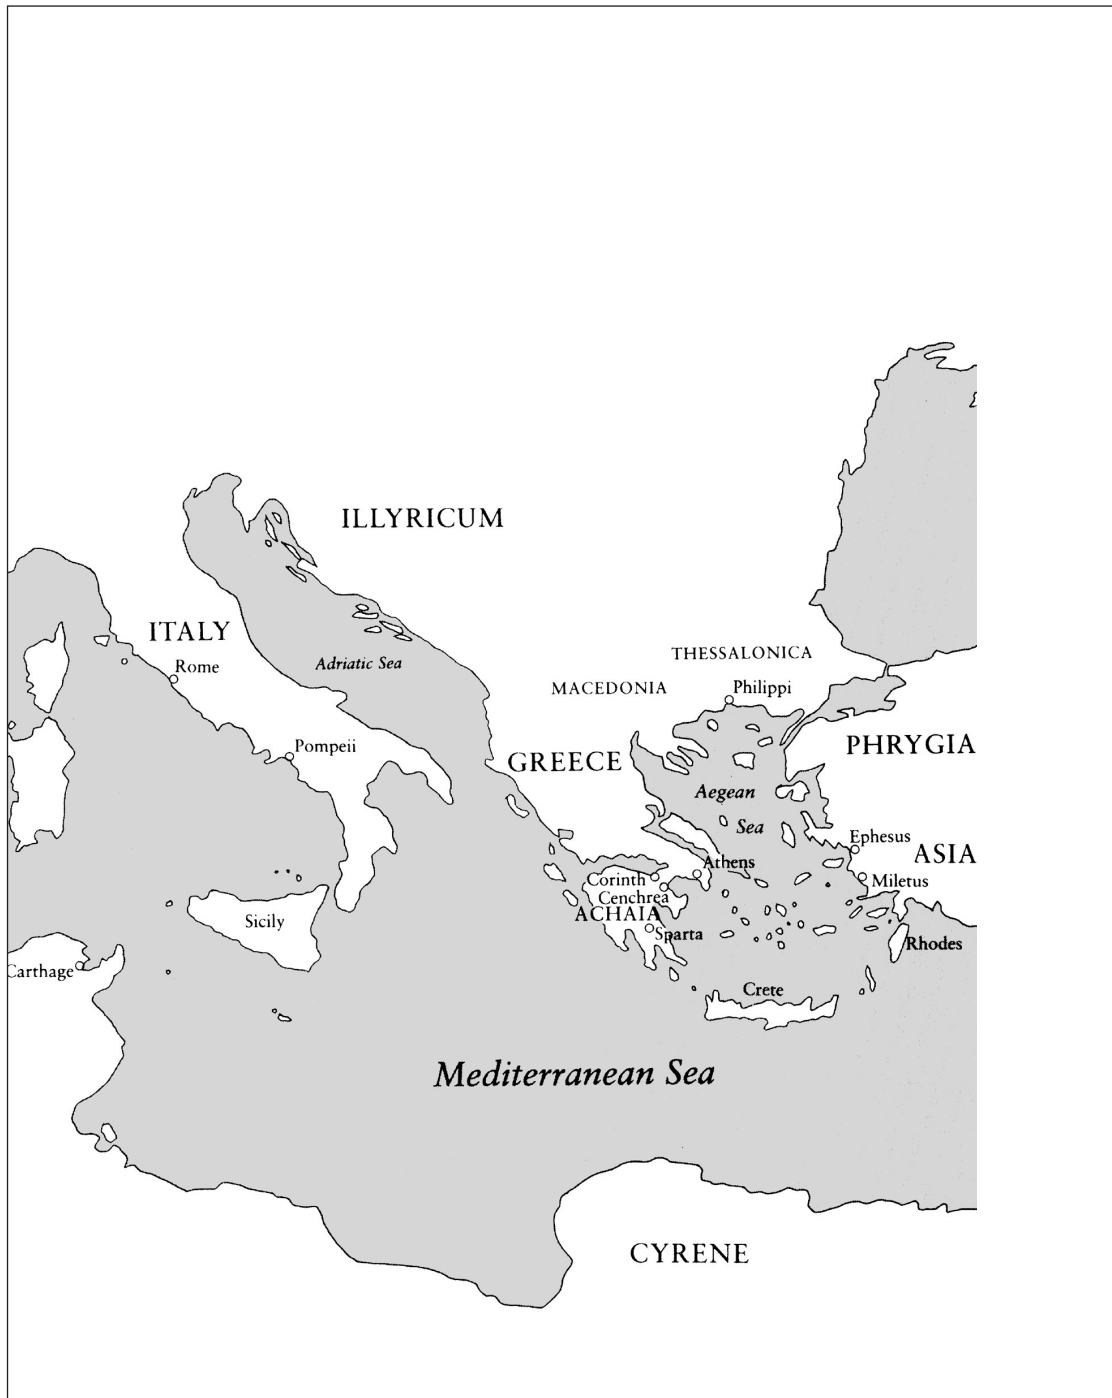 ILLYRICUM
ITALY
THESSALONICA
Adriatic Sea
Rome
MACEDONIA
Philippi
PHRYGIA
Pompeii
GREECE
Aegean
Sea
Ephesus
ASIA
Athens
Corinth
Miletus
Cenchrea
ACHAIA
Sicily
Sparta
Rhodes
Carthage
Crete
Mediterranean Sea
CYRENE